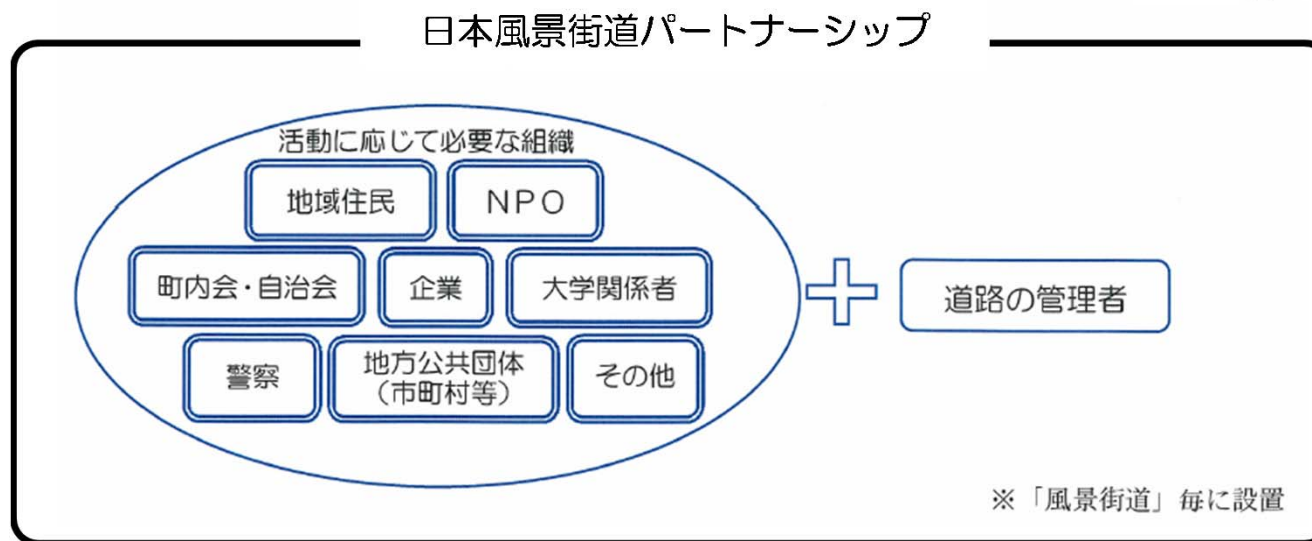 日本風景街道パートナーシップ
活動に応じて必要な組織
地域住民
NPO
町内会・自治会
企業
大学関係者
道路の管理者
警察
地方公共団体
（市町村等）
その他
※「風景街道」毎に設置